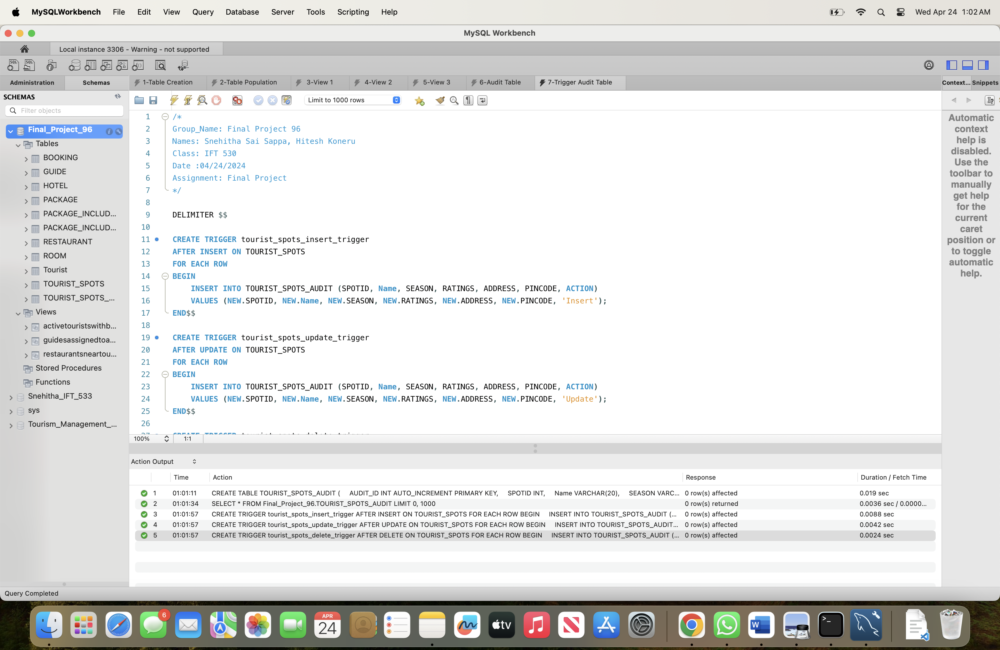 MySQLWorkbench File Edit View Query Database Server Tools Scripting Help Wed Apr 24 1:02 AM
MySQL Workbench
Local instance 3306 - Warning - not supported
Administration Schemas 1-Table Creation 2-Table Population 3-View 1 4-View 2 5-View 3 6-Audit Table 7-Trigger Audit Table Context... Snippets
SCHEMAS
Filter objects
Limit to 1000 rows
Final_Project_96
Tables
BOOKING
GUIDE
HOTEL
PACKAGE
PACKAGE_INCLUD...
PACKAGE_INCLUD...
RESTAURANT
ROOM
Tourist
TOURIST_SPOTS
TOURIST_SPOTS_...
Views
activetouristswithb...
guidesassignedtoa...
restaurantsneartou...
Stored Procedures
Functions
Snehitha_IFT_533
sys
Tourism_Management_...
1 /*
2 Group_Name: Final Project 96
3 Names: Snehitha Sai Sappa, Hitesh Koneru
4 Class: IFT 530
5 Date :04/24/2024
6 Assignment: Final Project
7 */
8
9 DELIMITER $$
10
11 CREATE TRIGGER tourist_spots_insert_trigger
12 AFTER INSERT ON TOURIST_SPOTS
13 FOR EACH ROW
14 BEGIN
15 INSERT INTO TOURIST_SPOTS_AUDIT (SPOTID, Name, SEASON, RATINGS, ADDRESS, PINCODE, ACTION)
16 VALUES (NEW.SPOTID, NEW.Name, NEW.SEASON, NEW.RATINGS, NEW.ADDRESS, NEW.PINCODE, 'Insert');
17 END$$
18
19 CREATE TRIGGER tourist_spots_update_trigger
20 AFTER UPDATE ON TOURIST_SPOTS
21 FOR EACH ROW
22 BEGIN
23 INSERT INTO TOURIST_SPOTS_AUDIT (SPOTID, Name, SEASON, RATINGS, ADDRESS, PINCODE, ACTION)
24 VALUES (NEW.SPOTID, NEW.Name, NEW.SEASON, NEW.RATINGS, NEW.ADDRESS, NEW.PINCODE, 'Update');
25 END$$
26
27 CREATE TRIGGER tourist_spots_delete_trigger
Automatic
context
help is
disabled.
Use the
toolbar to
manually
get help
for the
current
caret
position or
to toggle
automatic
help.
100% 1:1
Action Output
Time Action Response Duration / Fetch Time
1 01:01:11 CREATE TABLE TOURIST_SPOTS_AUDIT ( AUDIT_ID INT AUTO_INCREMENT PRIMARY KEY, SPOTID INT, Name VARCHAR(20), SEASON VARC... 0 row(s) affected 0.019 sec
2 01:01:34 SELECT * FROM Final_Project_96.TOURIST_SPOTS_AUDIT LIMIT 0, 1000 0 row(s) returned 0.0036 sec / 0.0000...
3 01:01:57 CREATE TRIGGER tourist_spots_insert_trigger AFTER INSERT ON TOURIST_SPOTS FOR EACH ROW BEGIN INSERT INTO TOURIST_SPOTS_AUDIT (... 0 row(s) affected 0.0088 sec
4 01:01:57 CREATE TRIGGER tourist_spots_update_trigger AFTER UPDATE ON TOURIST_SPOTS FOR EACH ROW BEGIN INSERT INTO TOURIST_SPOTS_AUDIT... 0 row(s) affected 0.0042 sec
5 01:01:57 CREATE TRIGGER tourist_spots_delete_trigger AFTER DELETE ON TOURIST_SPOTS FOR EACH ROW BEGIN INSERT INTO TOURIST_SPOTS_AUDIT (... 0 row(s) affected 0.0024 sec
Query Completed
6
APR
24
tv
W